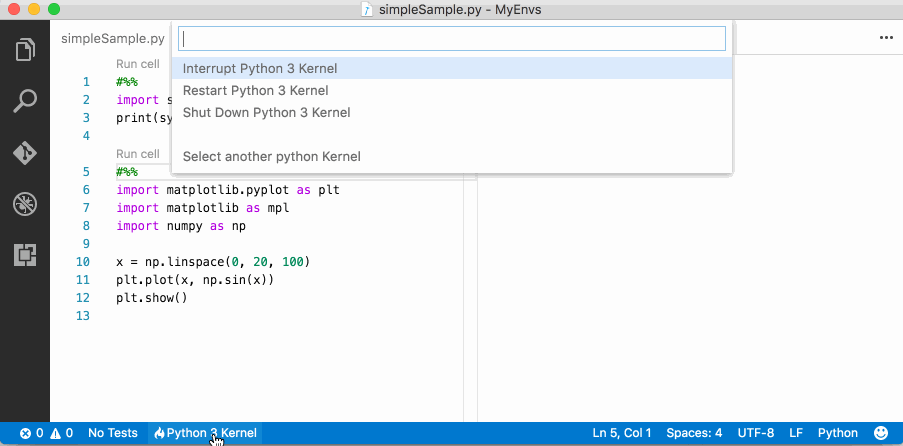 simpleSample.py - MyEnvs
simpleSample.py
Interrupt Python 3 Kernel
Restart Python 3 Kernel
Shut Down Python 3 Kernel
Select another python Kernel
Run cell
1 #%%
2 import s
3 print(sy
4
Run cell
5 #%%
6 import matplotlib.pyplot as plt
7 import matplotlib as mpl
8 import numpy as np
9
10 x = np.linspace(0, 20, 100)
11 plt.plot(x, np.sin(x))
12 plt.show()
13
0 0 No Tests Python 3 Kernel Ln 5, Col 1 Spaces: 4 UTF-8 LF Python